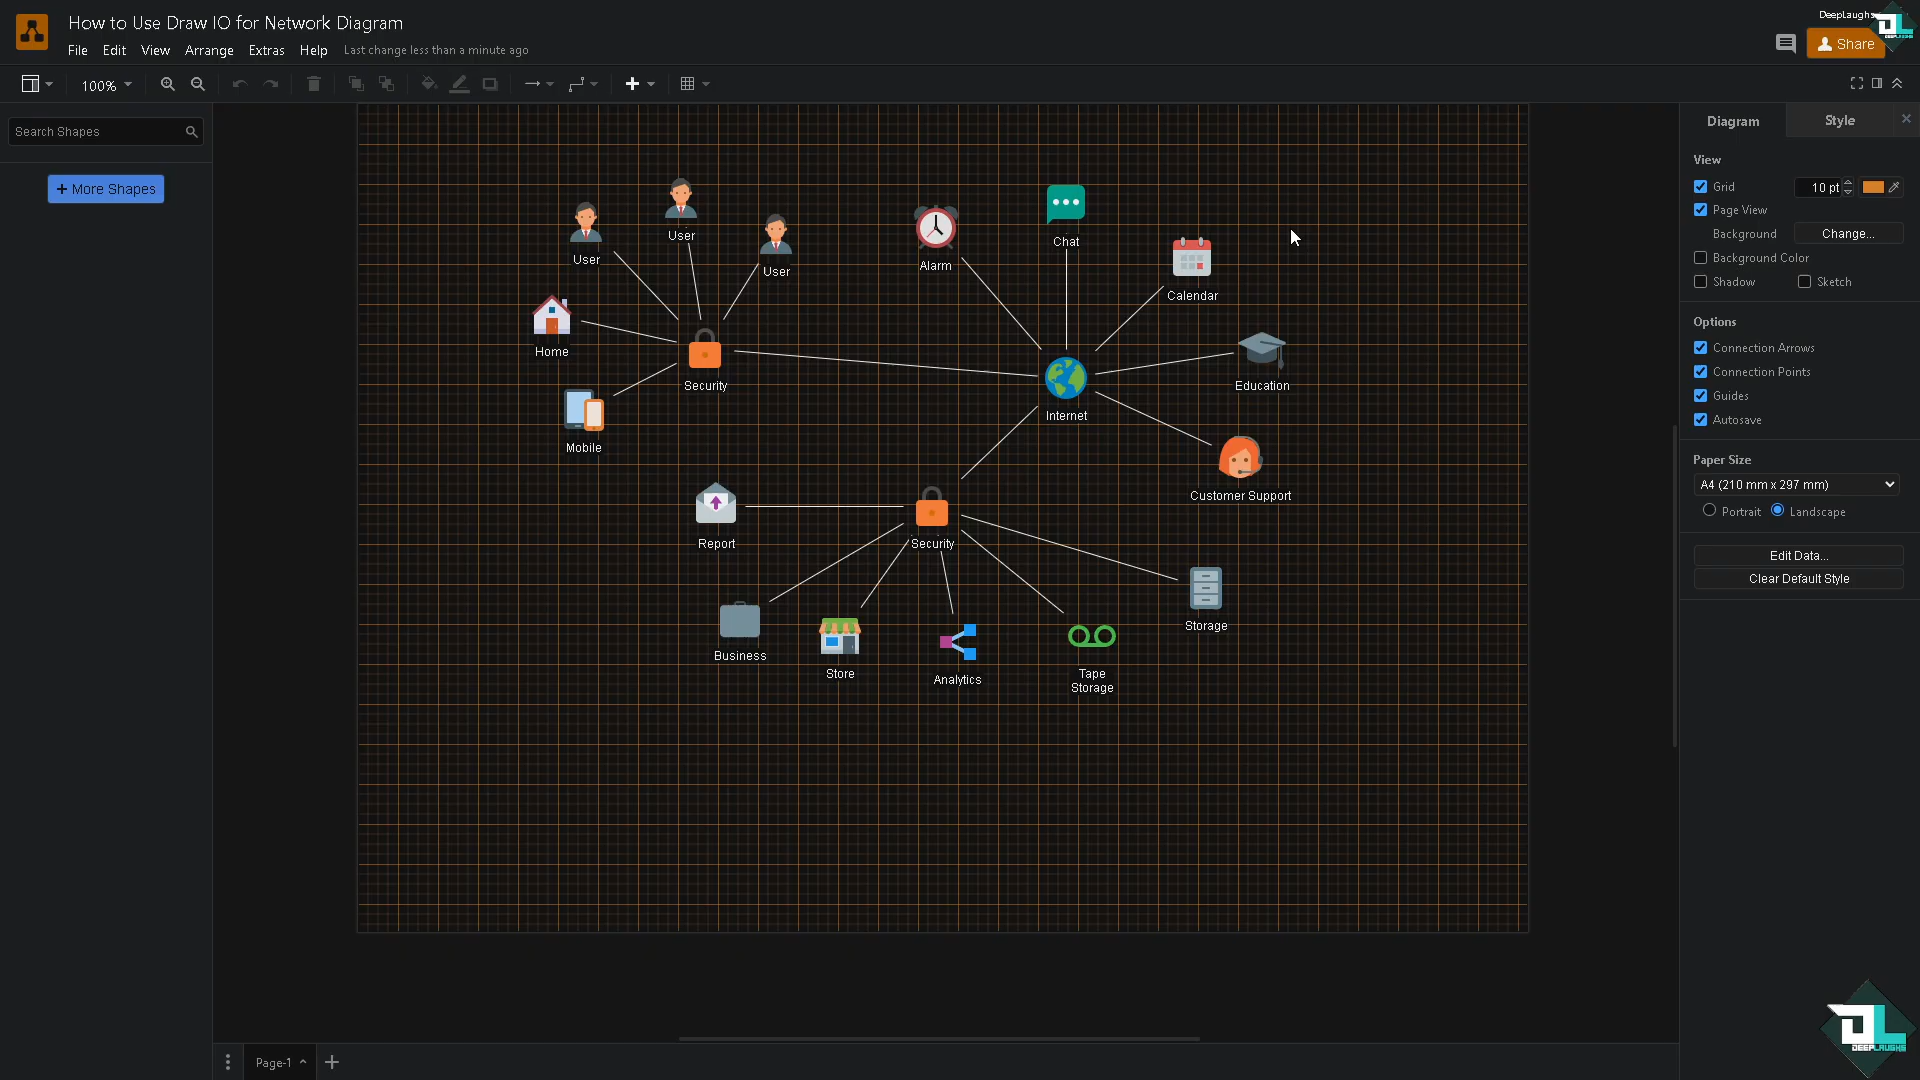 How to Use Draw IO for Network Diagram
File Edit View Arrange Extras Help Last change less than a minute ago
DeepLaughs
Share
100%
Search Shapes
+ More Shapes
User
User
User
Home
Mobile
Security
Alarm
Chat
Calendar
Internet
Education
Customer Support
Report
Security
Business
Store
Analytics
Tape
Storage
Storage
Diagram Style
View
Grid 10 pt
Page View
Background Change...
Background Color
Shadow Sketch
Options
Connection Arrows
Connection Points
Guides
Autosave
Paper Size
A4 (210 mm x 297 mm)
Portrait Landscape
Edit Data...
Clear Default Style
Page-1
DL
DEEPLAUGHS